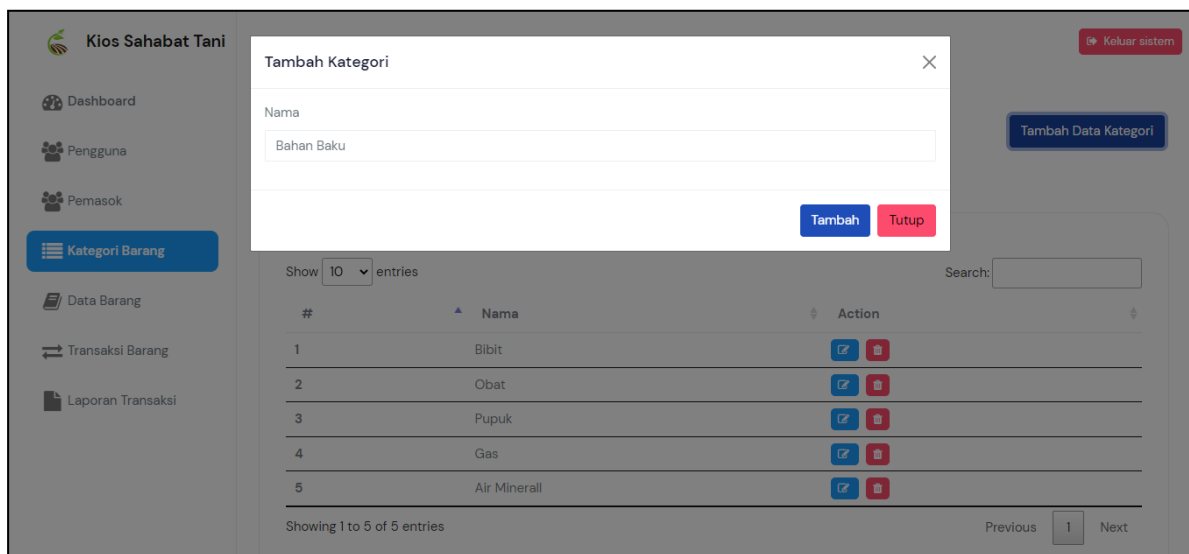 Kios Sahabat Tani
Keluar sistem
Tambah Kategori
Dashboard
Nama
Bahan Baku
Tambah Data Kategori
Pengguna
Pemasok
Tambah Tutup
Kategori Barang
Show 10 entries Search:
Data Barang
# Nama Action
Transaksi Barang
1 Bibit
2 Obat
Laporan Transaksi
3 Pupuk
4 Gas
5 Air Minerall
Showing 1 to 5 of 5 entries Previous 1 Next